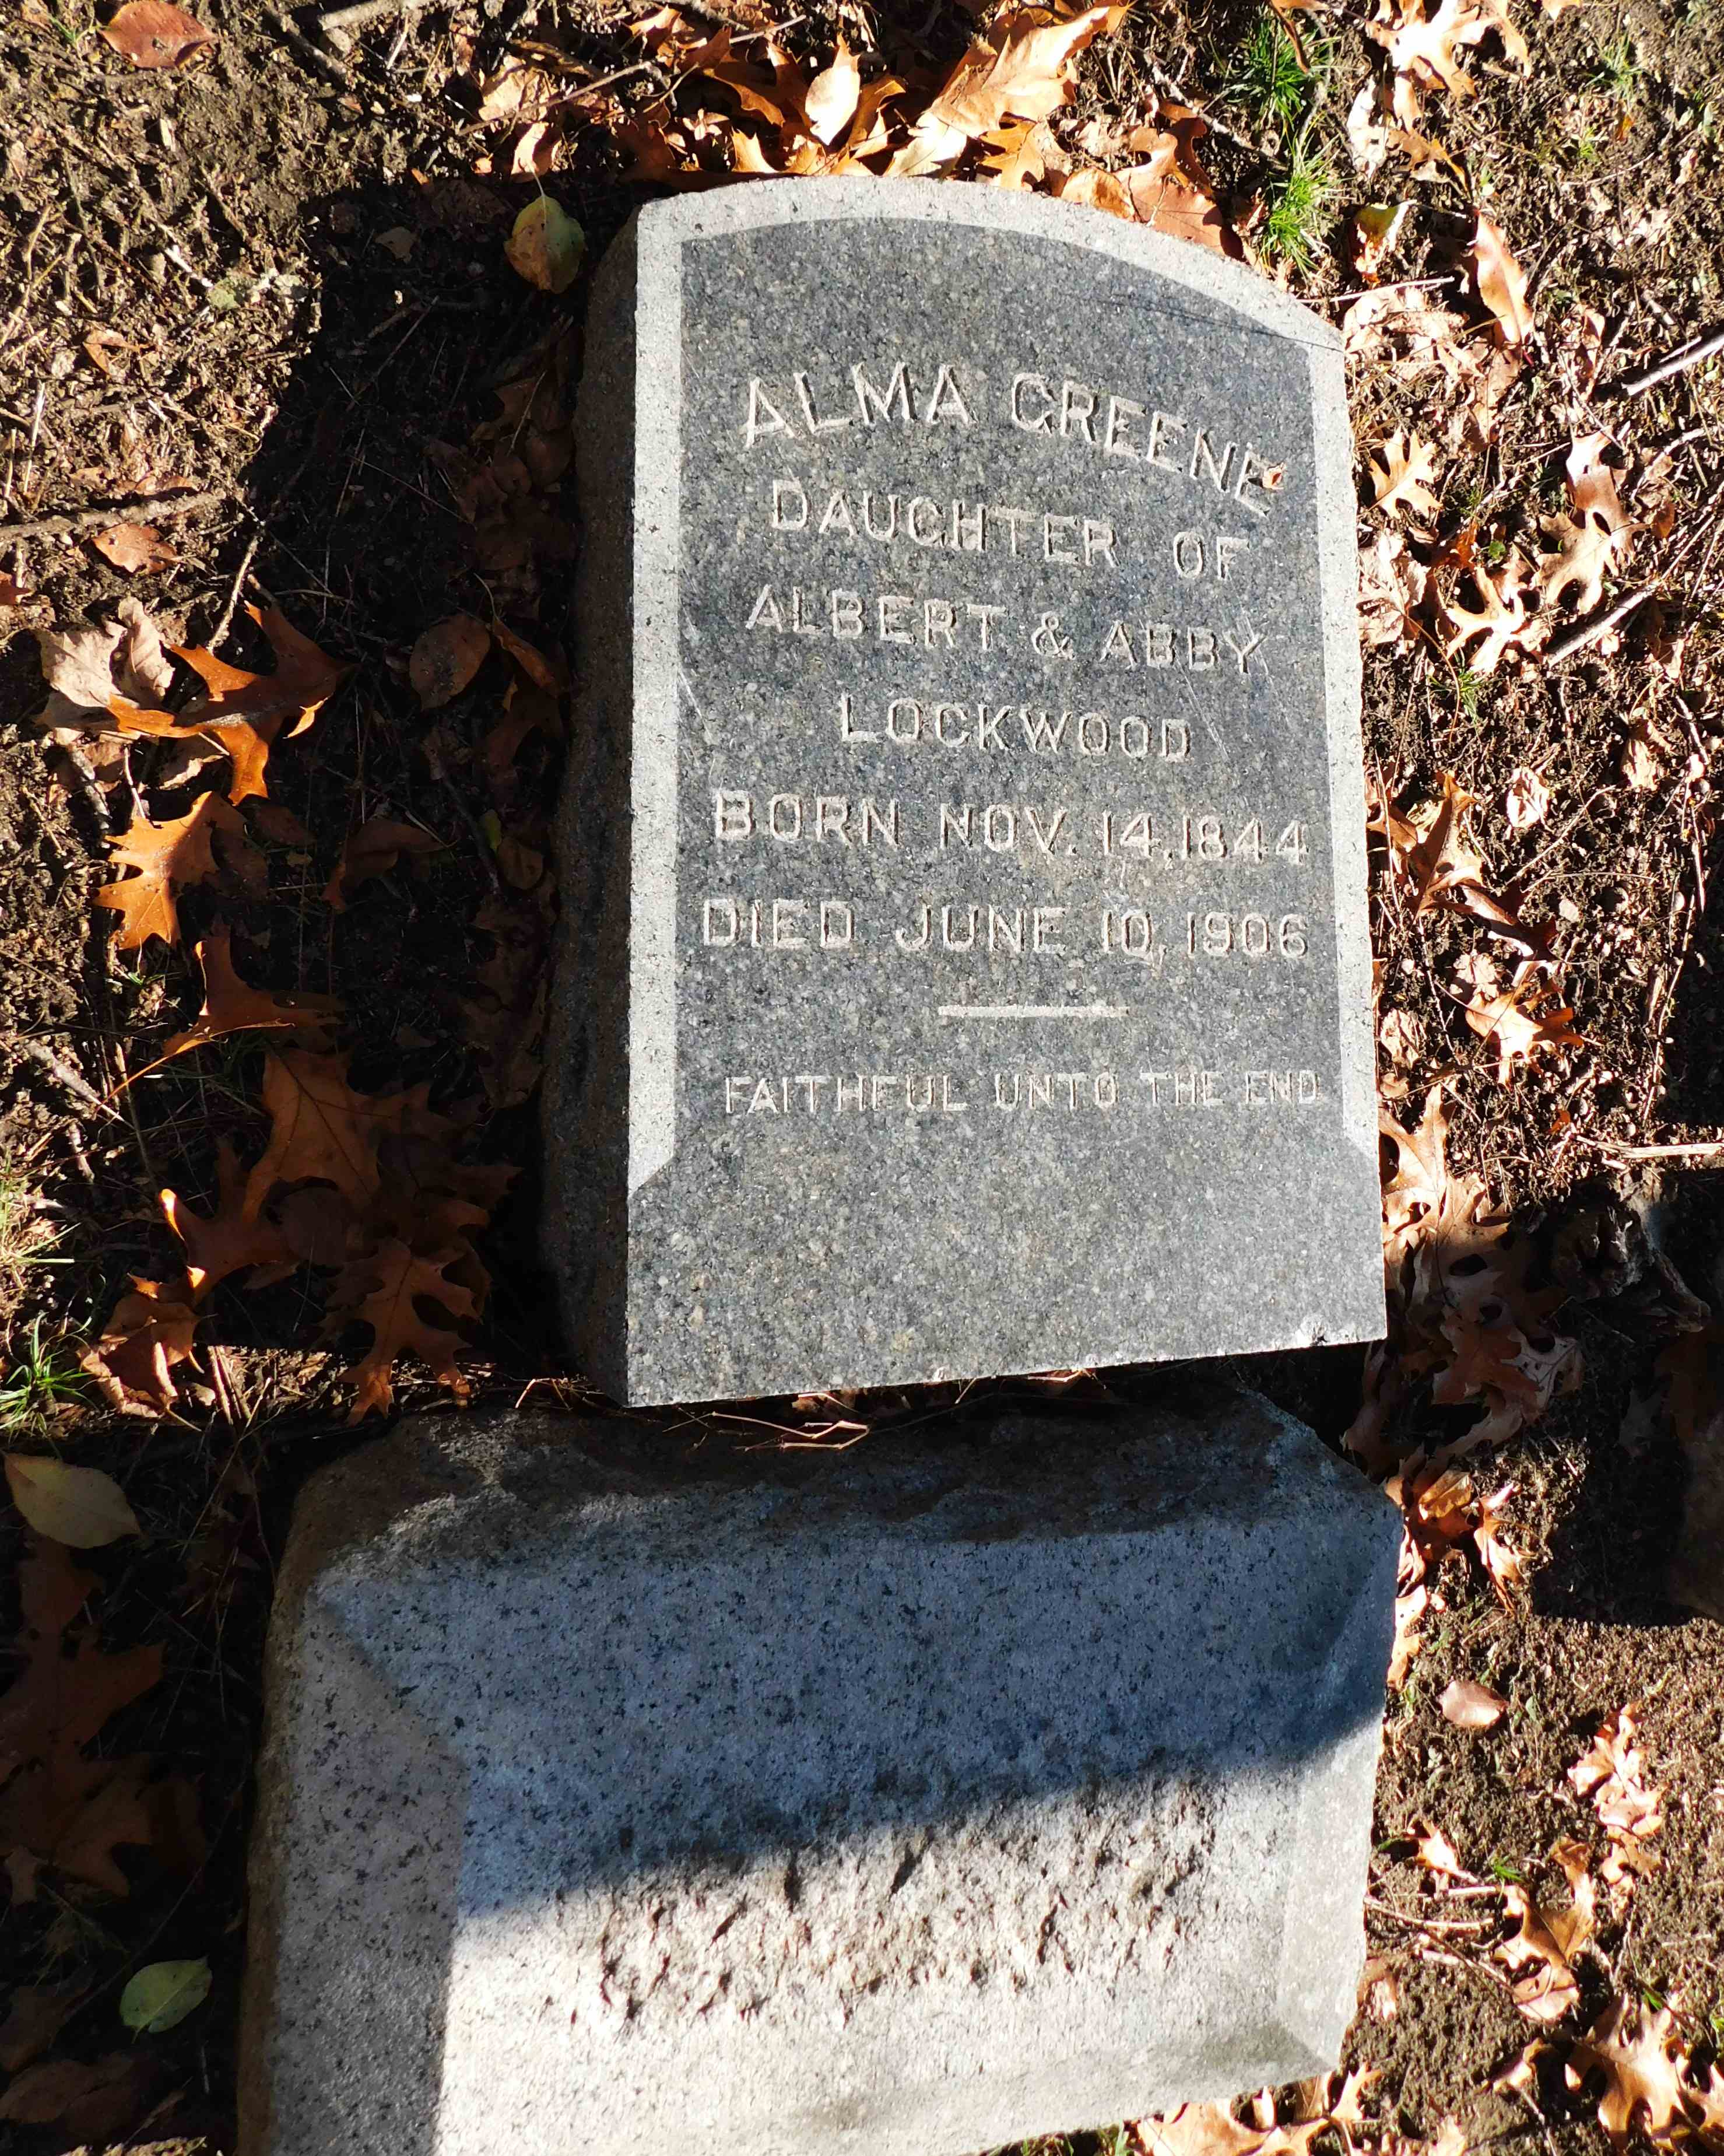 ALMA GREENE
DAUGHTER OF
ALBERT & ABBY
LOCKWOOD
BORN NOV. 14, 1844
DIED JUNE 10, 1906
FAITHFUL UNTO THE END